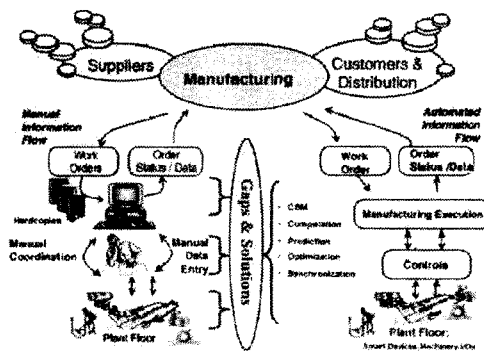 Suppliers
Manufacturing
Customers
& Distribution
Manual
Information
Flow
Automated
Information
Flow
Work
Orders
Order
Status / Data
Work
Order
Order
Status /Data
Hardcopies
Manual
Coordination
Manual
Data
Entry
Plant Floor
Gaps & Solutions
- CBM
- Computation
- Prediction
- Optimization
- Synchronization
Manufacturing Execution
Controls
Plant Floor:
Smart Devices, Machinery, I/Os